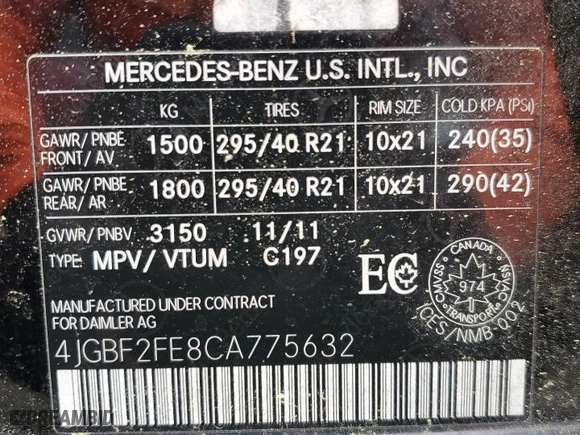 MERCEDES-BENZ U.S. INTL., INC
KG TIRES RIM SIZE COLD KPA (PSI)
GAWR/ PNBE FRONT/ AV 1500 295/40 R21 10x21 240(35)
GAWR/ PNBE REAR/ AR 1800 295/40 R21 10x21 290(42)
GVWR/ PNBV 3150 11/11
TYPE: MPV/ VTUM C197
EC
CANADA
SVMAC
NSVAC
974
TRANSPORT
ICES/NMB-002
MANUFACTURED UNDER CONTRACT
FOR DAIMLER AG
4JGBF2FE8CA775632